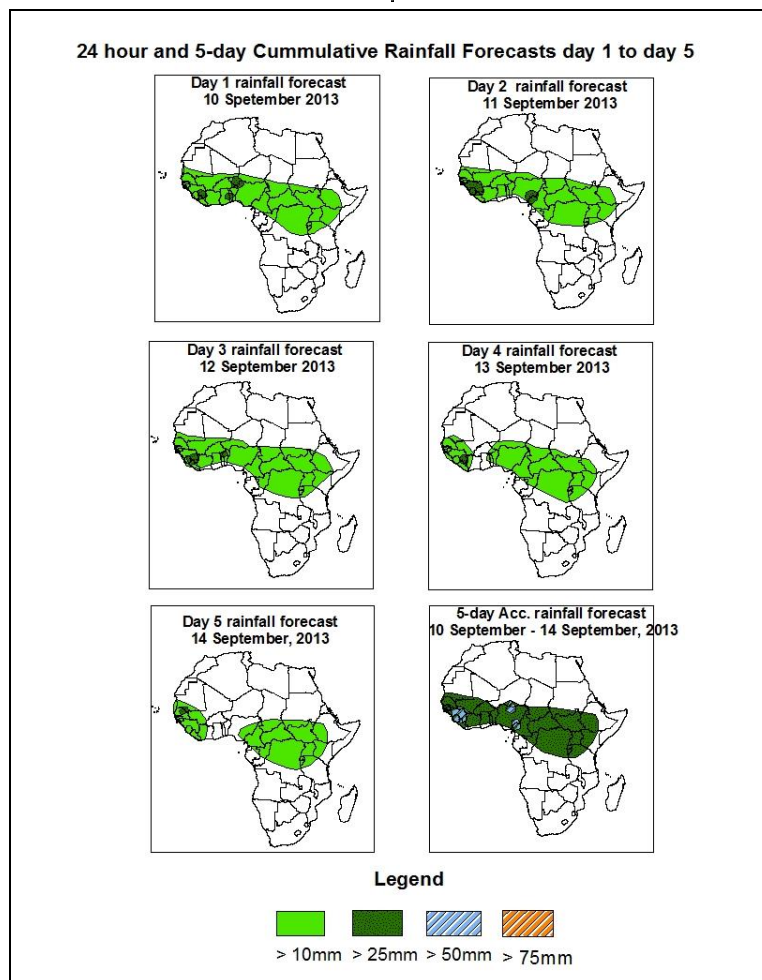 24 hour and 5-day Cummulative Rainfall Forecasts day 1 to day 5
Day 1 rainfall forecast
10 Spetember 2013
Day 2 rainfall forecast
11 September 2013
Day 3 rainfall forecast
12 September 2013
Day 4 rainfall forecast
13 September 2013
Day 5 rainfall forecast
14 September, 2013
5-day Acc. rainfall forecast
10 September - 14 September, 2013
Legend
> 10mm > 25mm > 50mm > 75mm